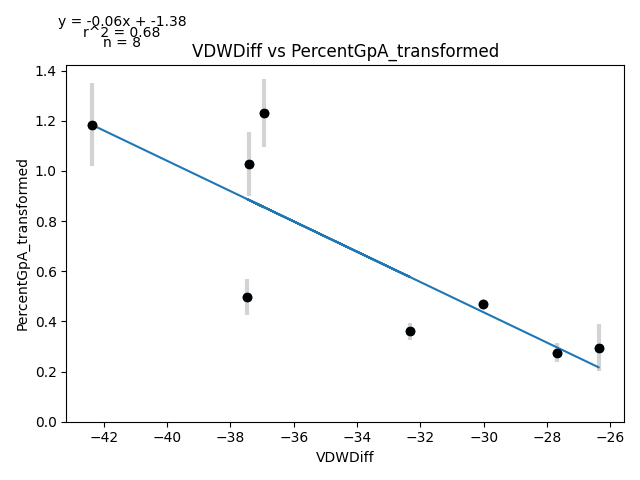 y = -0.06x + -1.38
r^2 = 0.68
n = 8
VDWDiff vs PercentGpA_transformed
PercentGpA_transformed
1.4
1.2
1.0
0.8
0.6
0.4
0.2
0.0
−42 −40 −38 −36 −34 −32 −30 −28 −26
VDWDiff